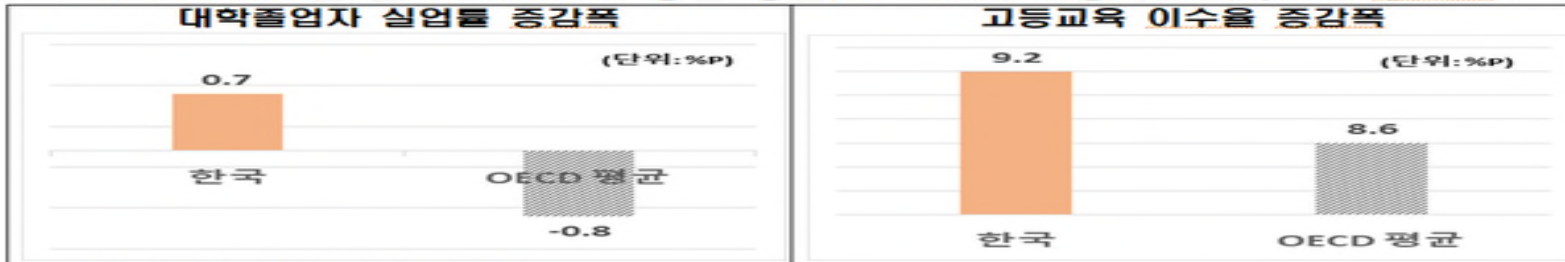 대학졸업자 실업률 증감폭
(단위:%P)
0.7
한국
OECD 평균
-0.8
고등교육 이수율 증감폭
(단위:%P)
9.2
8.6
한국
OECD 평균